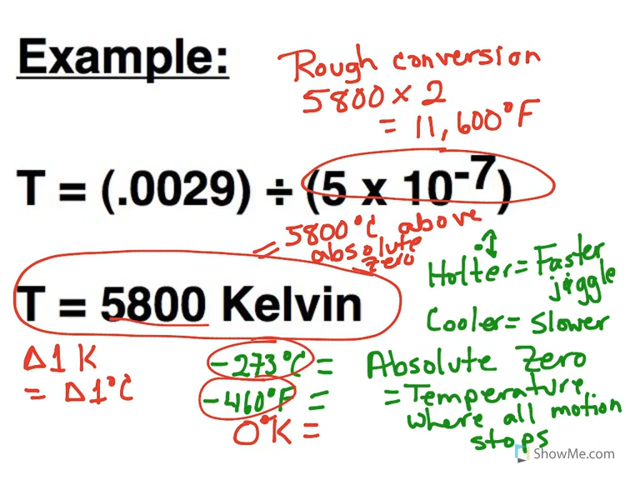 Example:
Rough conversion
5800 × 2
= 11,600°F
T = (.0029) ÷ (5 x 10⁻⁷)
= 5800°C above
absolute
zero
T = 5800 Kelvin
Hotter = Faster
jiggle
Cooler = Slower
Δ1 K
= Δ1°C
-273°C =
-460°F =
0°K =
Absolute Zero
= Temperature
where all motion
stops
ShowMe.com